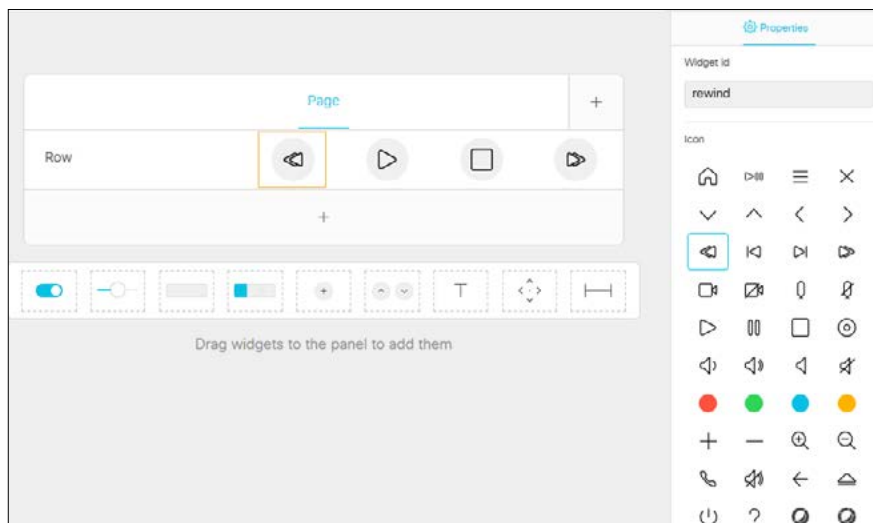 Properties
Widget id
rewind
Icon
Page
Row
Drag widgets to the panel to add them